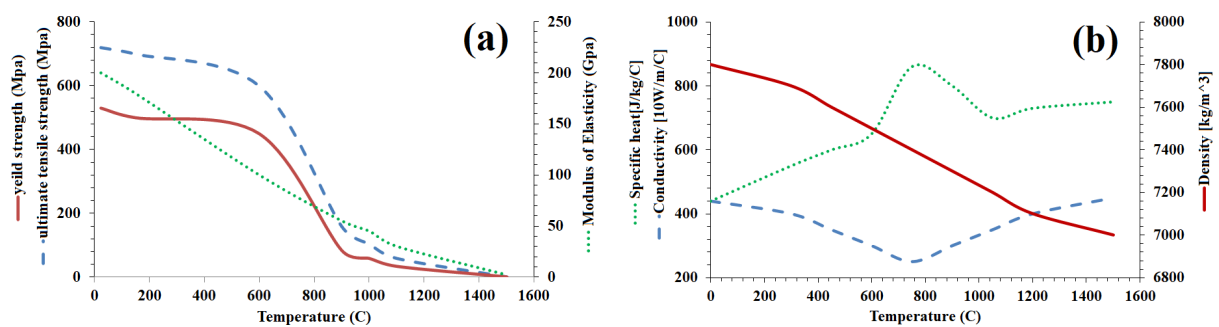 (a)
yeild strength (Mpa)
ultimate tensile strength (Mpa)
800
600
400
200
0
0 200 400 600 800 1000 1200 1400 1600
Temperature (C)
250
200
150
100
50
0
Modulus of Elasticity (Gpa)
(b)
Specific heat[J/kg/C]
Conductivity [10W/m/C]
1000
800
600
400
200
0 200 400 600 800 1000 1200 1400 1600
Temperature (C)
8000
7800
7600
7400
7200
7000
6800
Density [kg/m^3]